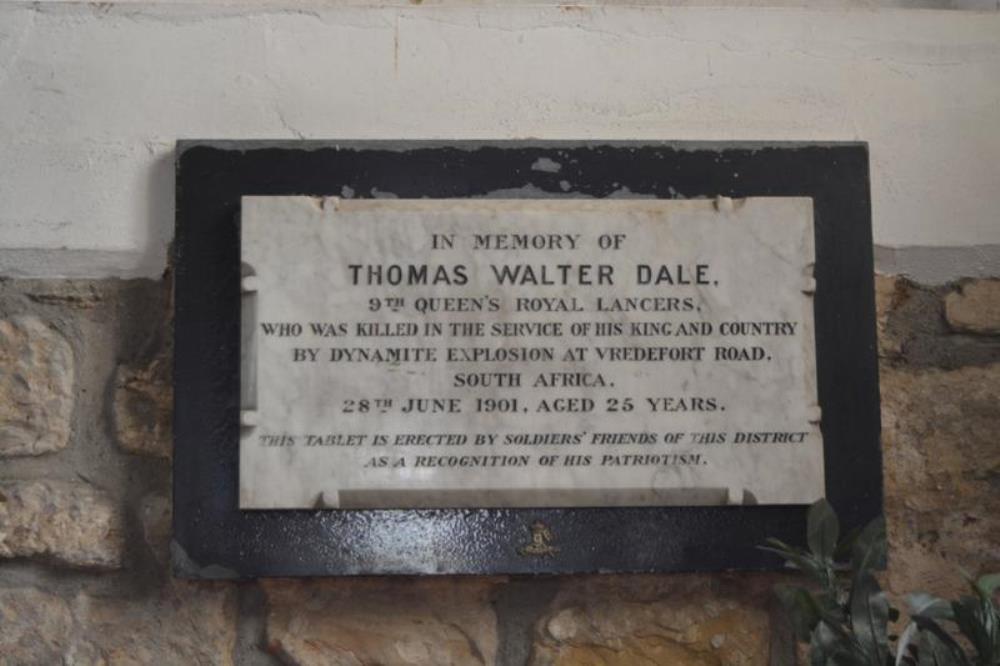 IN MEMORY OF
THOMAS WALTER DALE,
9TH QUEEN'S ROYAL LANCERS,
WHO WAS KILLED IN THE SERVICE OF HIS KING AND COUNTRY
BY DYNAMITE EXPLOSION AT VREDEFORT ROAD,
SOUTH AFRICA,
28TH JUNE 1901, AGED 25 YEARS.
THIS TABLET IS ERECTED BY SOLDIERS' FRIENDS OF THIS DISTRICT
AS A RECOGNITION OF HIS PATRIOTISM.